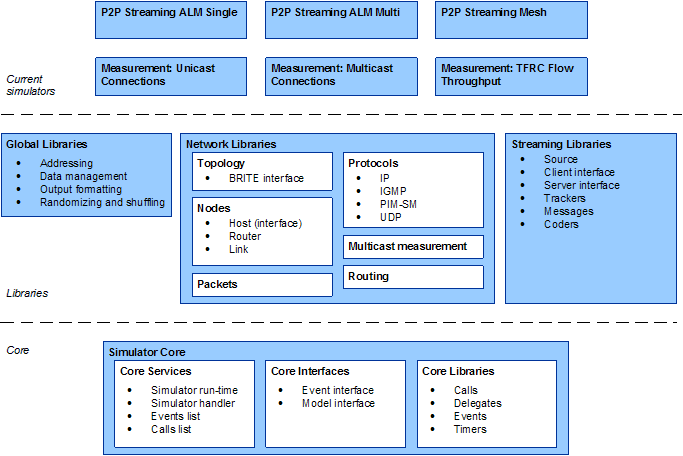 P2P Streaming ALM Single
P2P Streaming ALM Multi
P2P Streaming Mesh
Current
simulators
Measurement: Unicast
Connections
Measurement: Multicast
Connections
Measurement: TFRC Flow
Throughput
Global Libraries
• Addressing
• Data management
• Output formatting
• Randomizing and shuffling
Network Libraries
Topology
• BRITE interface
Nodes
• Host (interface)
• Router
• Link
Packets
Protocols
• IP
• IGMP
• PIM-SM
• UDP
Multicast measurement
Routing
Streaming Libraries
• Source
• Client interface
• Server interface
• Trackers
• Messages
• Coders
Libraries
Core
Simulator Core
Core Services
• Simulator run-time
• Simulator handler
• Events list
• Calls list
Core Interfaces
• Event interface
• Model interface
Core Libraries
• Calls
• Delegates
• Events
• Timers